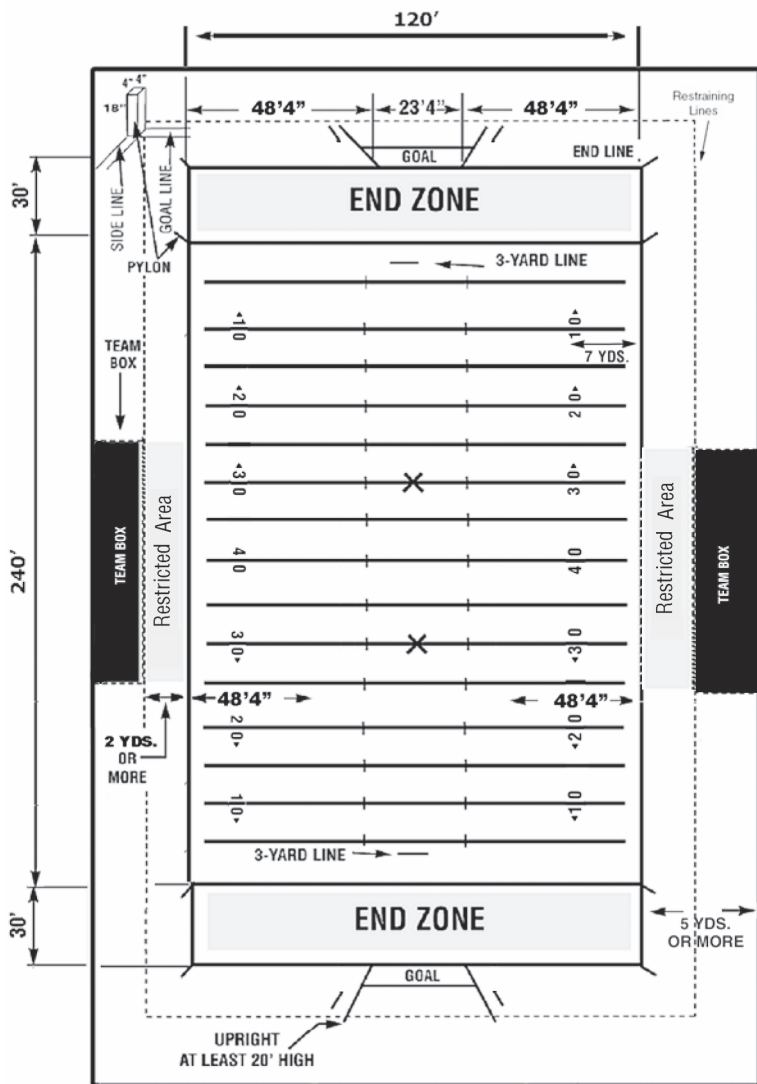 120'
4" 4"
18"
48'4"
23'4"
48'4"
Restraining
Lines
GOAL
END LINE
30'
SIDE LINE
GOAL LINE
END ZONE
PYLON
3-YARD LINE
◄10
10►
7 YDS.
TEAM
BOX
◄20
20►
◄30
30►
TEAM BOX
Restricted Area
Restricted Area
TEAM BOX
240'
40
40
30►
◄30
48'4"
48'4"
2 YDS.
OR
MORE
20►
◄20
10►
◄10
3-YARD LINE
30'
END ZONE
5 YDS.
OR MORE
GOAL
UPRIGHT
AT LEAST 20' HIGH